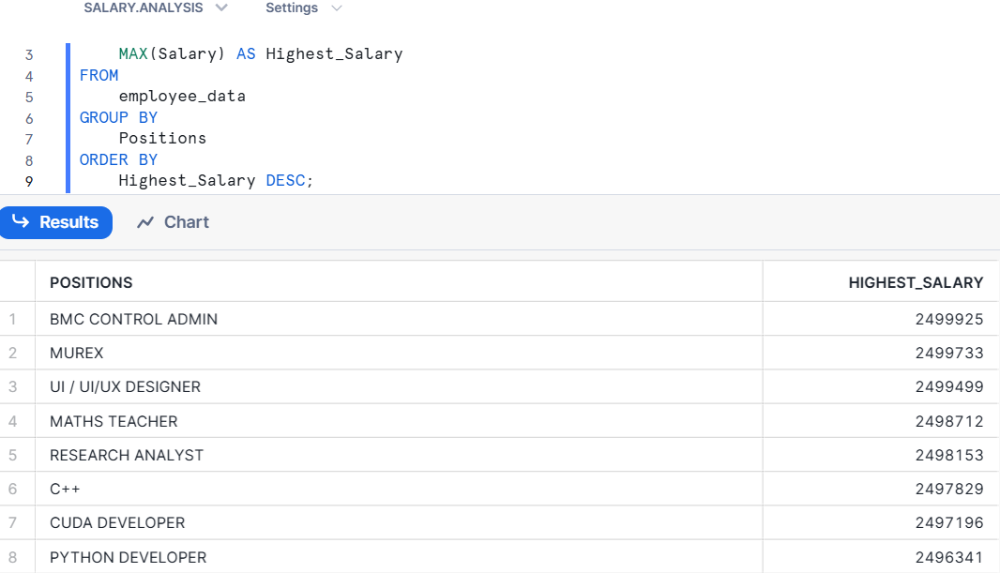 SALARY.ANALYSIS Settings
3 MAX(Salary) AS Highest_Salary
4 FROM
5 employee_data
6 GROUP BY
7 Positions
8 ORDER BY
9 Highest_Salary DESC;
Results Chart
POSITIONS HIGHEST_SALARY
1 BMC CONTROL ADMIN 2499925
2 MUREX 2499733
3 UI / UI/UX DESIGNER 2499499
4 MATHS TEACHER 2498712
5 RESEARCH ANALYST 2498153
6 C++ 2497829
7 CUDA DEVELOPER 2497196
8 PYTHON DEVELOPER 2496341